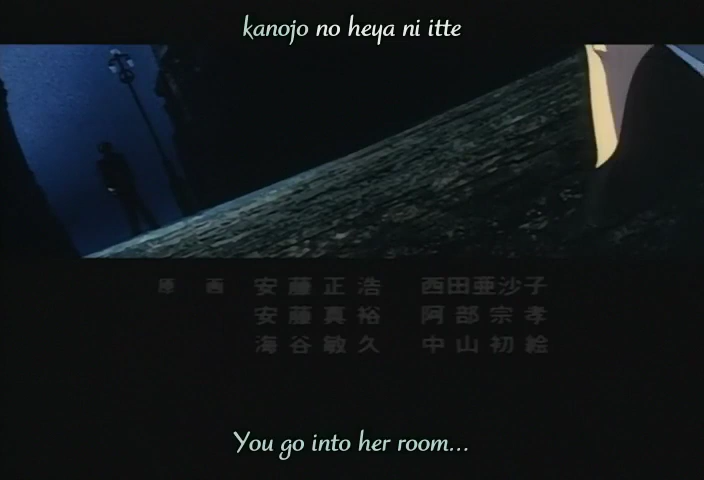 kanojo no heya ni itte
原 画 安藤正浩 西田亜沙子
安藤真裕 阿部宗孝
海谷敏久 中山初絵
You go into her room...